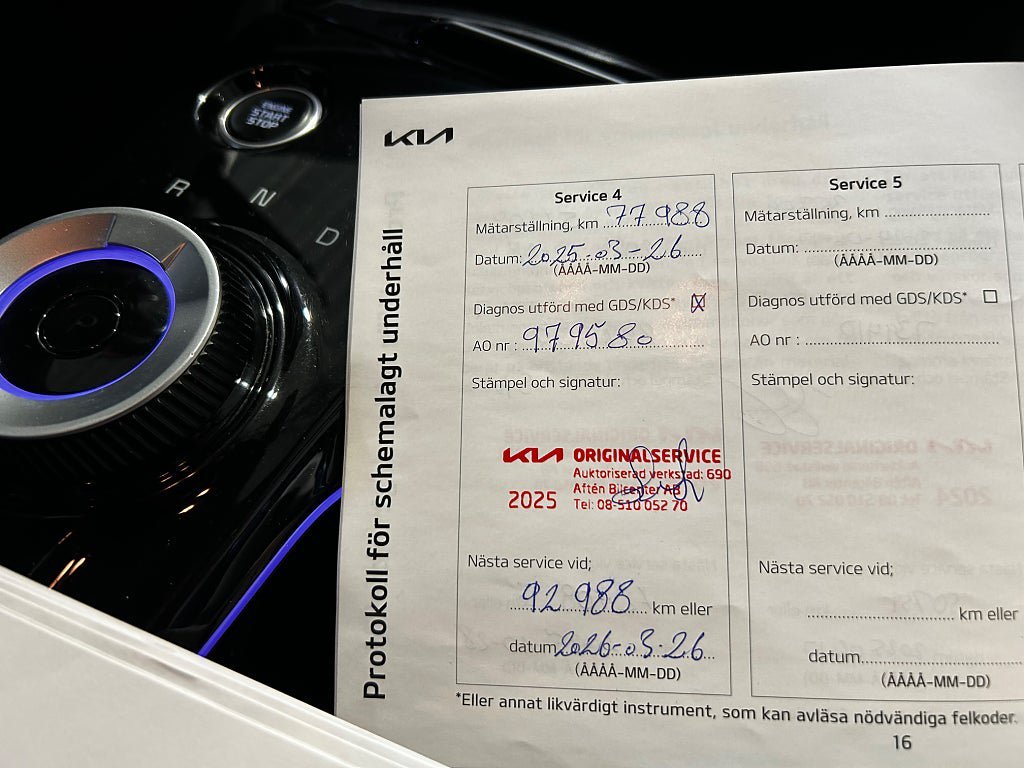 ENGINE
START
STOP
R
N
D
P
KIA
Protokoll för schemalagt underhåll
Service 4
Mätarställning, km 77 988
Datum: 2025-03-26
(ÅÅÅÅ-MM-DD)
Diagnos utförd med GDS/KDS* ☒
AO nr : 979580
Stämpel och signatur:
KIA ORIGINALSERVICE
Auktoriserad verkstad: 690
2025 Aftén Bilcenter AB
Tel: 08-510 052 70
Nästa service vid;
92 988 km eller
datum 2026-03-26
(ÅÅÅÅ-MM-DD)
Service 5
Mätarställning, km
Datum:
(ÅÅÅÅ-MM-DD)
Diagnos utförd med GDS/KDS* ☐
AO nr :
Stämpel och signatur:
Nästa service vid;
km eller
datum
(ÅÅÅÅ-MM-DD)
*Eller annat likvärdigt instrument, som kan avläsa nödvändiga felkoder.
16